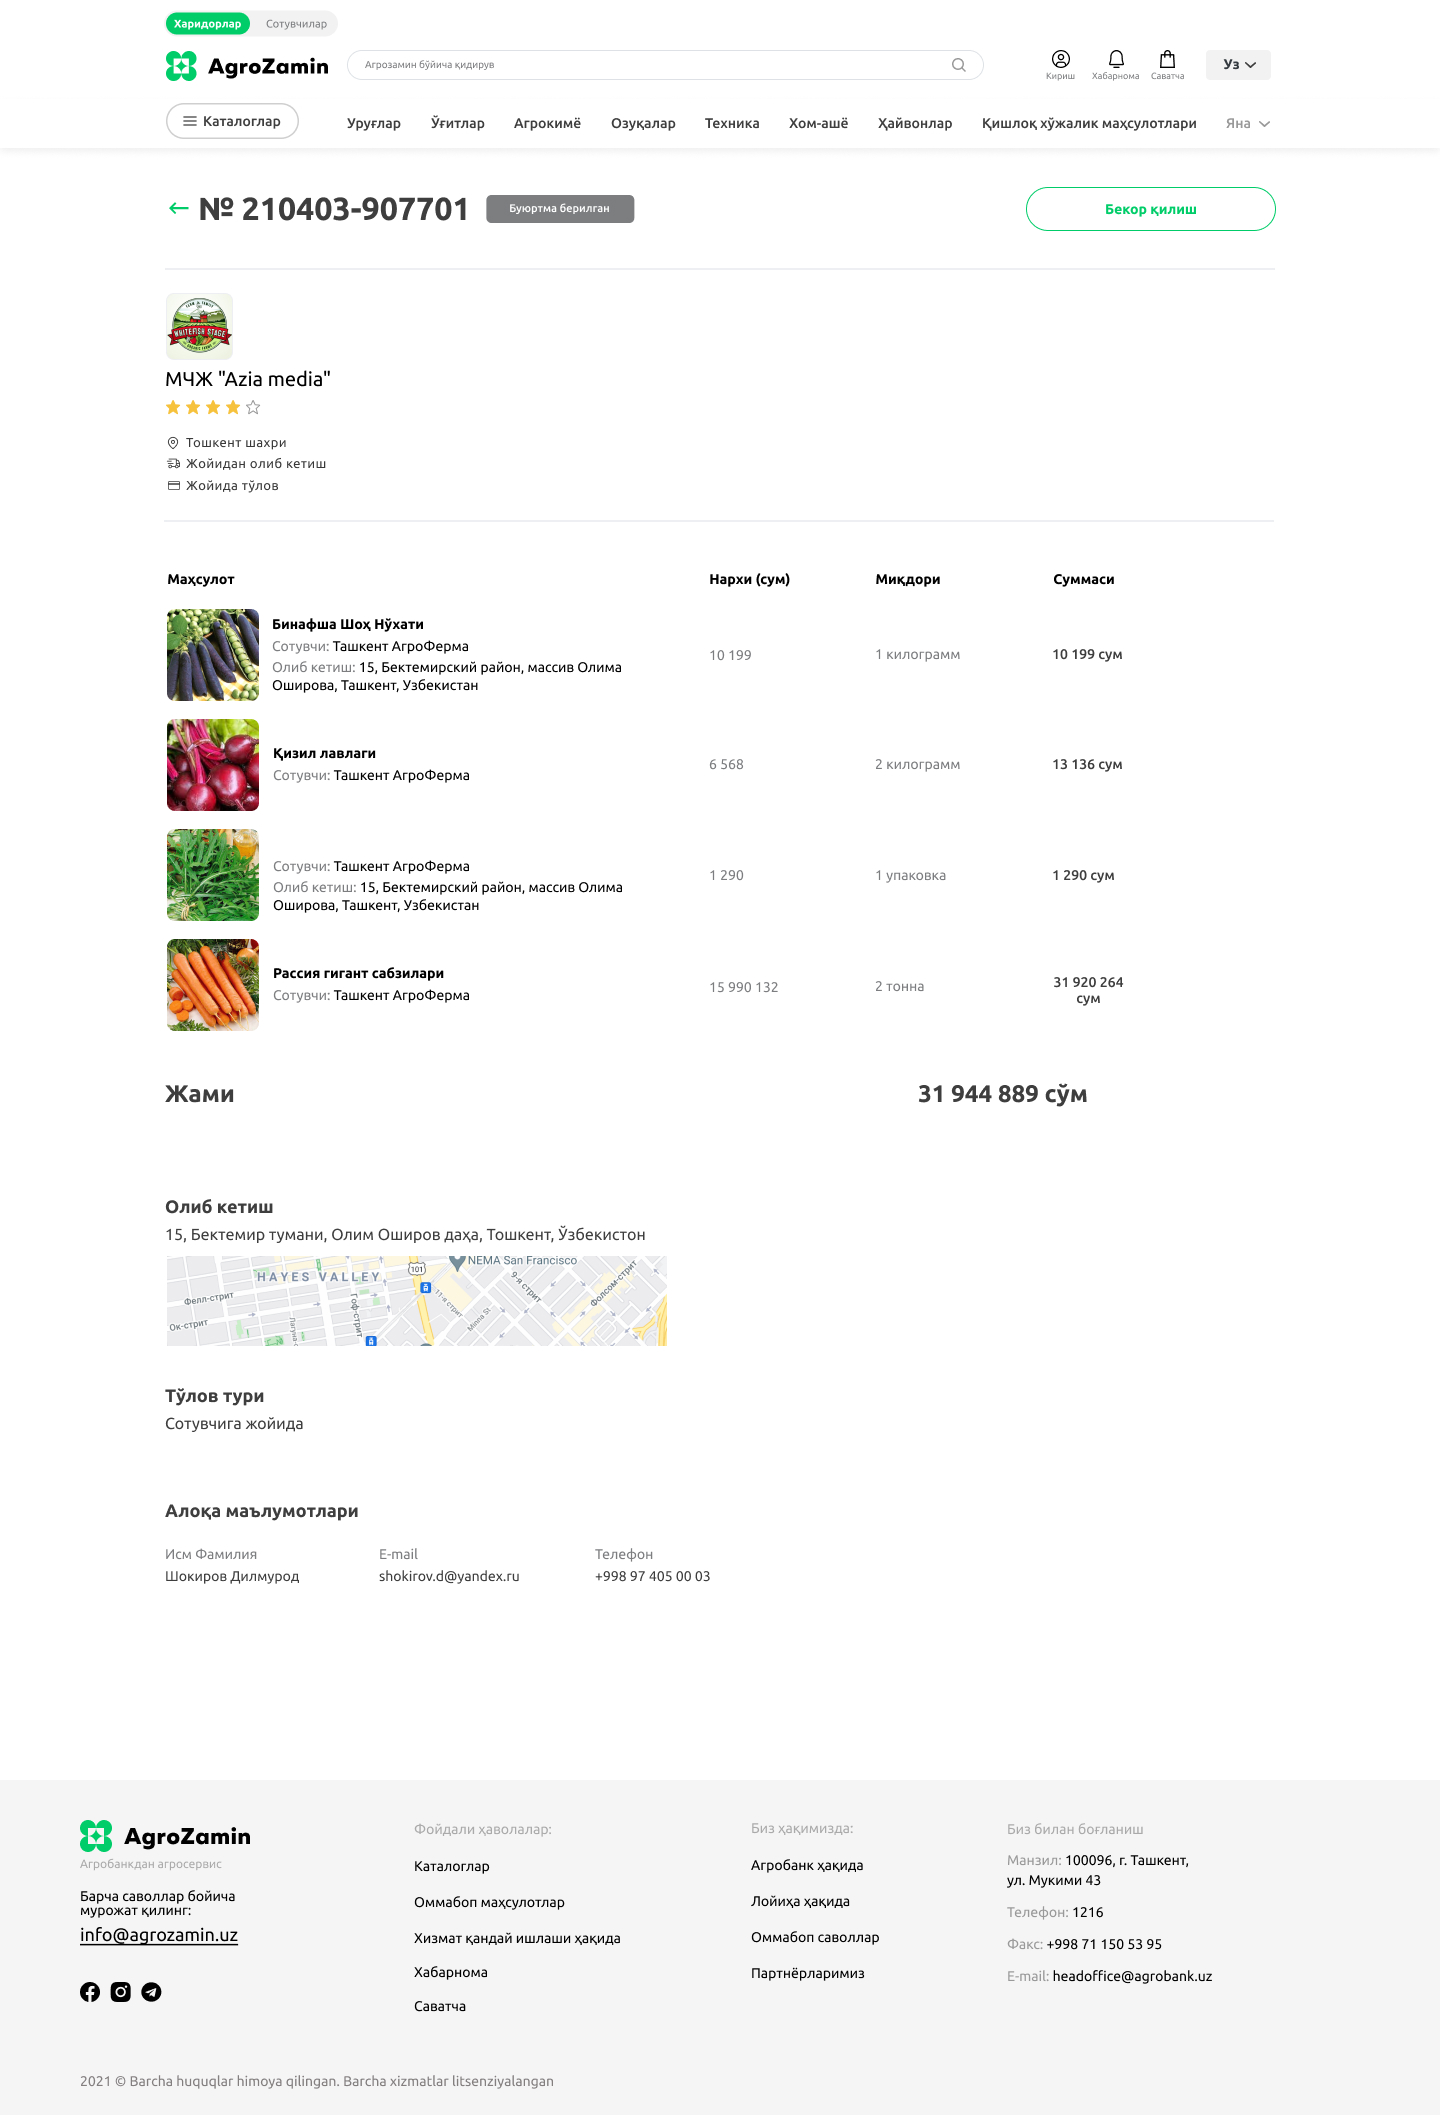 Харидорлар
Сотувчилар
AgroZamin
Агрозамин бўйича қидирув
Кириш
Хабарнома
Саватча
Уз
Каталоглар
Уруғлар
Ўғитлар
Агрокимё
Озуқалар
Техника
Хом-ашё
Ҳайвонлар
Қишлоқ хўжалик маҳсулотлари
Яна
№ 210403-907701
Буюртма берилган
Бекор қилиш
WHITEFISH STAGE
МЧЖ "Azia media"
Тошкент шахри
Жойидан олиб кетиш
Жойида тўлов
Маҳсулот
Нархи (сум)
Миқдори
Суммаси
Бинафша Шоҳ Нўхати
Сотувчи: Ташкент АгроФерма
Олиб кетиш: 15, Бектемирский район, массив Олима
Оширова, Ташкент, Узбекистан
10 199
1 килограмм
10 199 сум
Қизил лавлаги
Сотувчи: Ташкент АгроФерма
6 568
2 килограмм
13 136 сум
Сотувчи: Ташкент АгроФерма
Олиб кетиш: 15, Бектемирский район, массив Олима
Оширова, Ташкент, Узбекистан
1 290
1 упаковка
1 290 сум
Рассия гигант сабзилари
Сотувчи: Ташкент АгроФерма
15 990 132
2 тонна
31 920 264
сум
Жами
31 944 889 сўм
Олиб кетиш
15, Бектемир тумани, Олим Оширов даҳа, Тошкент, Ўзбекистон
NEMA San Francisco
HAYES VALLEY
101
9-я стрит
Фолсом-стрит
Фелл-стрит
11-я стрит
Гоф-стрит
Minna St
Ок-стрит
Лагуна-
Тўлов тури
Сотувчига жойида
Алоқа маълумотлари
Исм Фамилия
E-mail
Телефон
Шокиров Дилмурод
shokirov.d@yandex.ru
+998 97 405 00 03
AgroZamin
Агробанкдан агросервис
Барча саволлар бойича
мурожат қилинг:
info@agrozamin.uz
Фойдали ҳаволалар:
Каталоглар
Оммабоп маҳсулотлар
Хизмат қандай ишлаши ҳақида
Хабарнома
Саватча
Биз ҳақимизда:
Агробанк ҳақида
Лойиҳа ҳақида
Оммабоп саволлар
Партнёрларимиз
Биз билан боғланиш
Манзил: 100096, г. Ташкент,
ул. Мукими 43
Телефон: 1216
Факс: +998 71 150 53 95
E-mail: headoffice@agrobank.uz
2021 © Barcha huquqlar himoya qilingan. Barcha xizmatlar litsenziyalangan